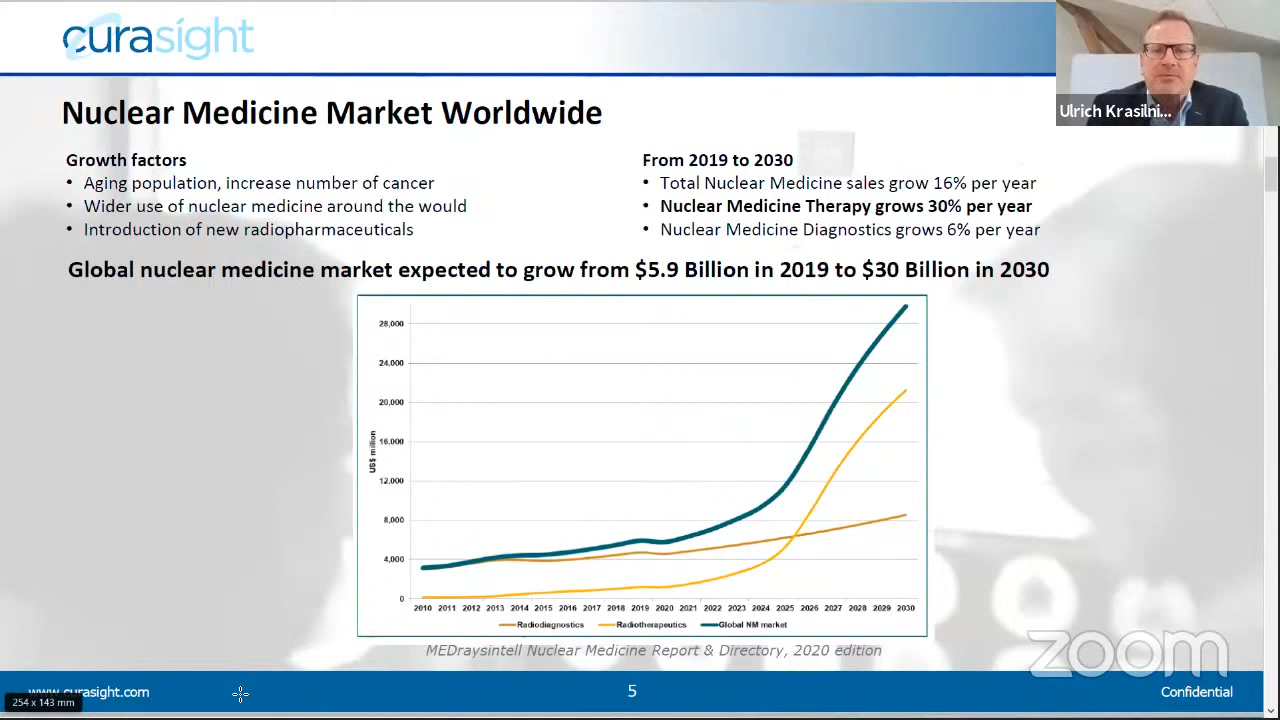 curasight
Ulrich Krasilni...
Nuclear Medicine Market Worldwide
Growth factors
• Aging population, increase number of cancer
• Wider use of nuclear medicine around the would
• Introduction of new radiopharmaceuticals
From 2019 to 2030
• Total Nuclear Medicine sales grow 16% per year
• Nuclear Medicine Therapy grows 30% per year
• Nuclear Medicine Diagnostics grows 6% per year
Global nuclear medicine market expected to grow from $5.9 Billion in 2019 to $30 Billion in 2030
US$ million
28,000
24,000
20,000
16,000
12,000
8,000
4,000
0
2010 2011 2012 2013 2014 2015 2016 2017 2018 2019 2020 2021 2022 2023 2024 2025 2026 2027 2028 2029 2030
Radiodiagnostics Radiotherapeutics Global NM market
MEDraysintell Nuclear Medicine Report & Directory, 2020 edition
zoom
www.curasight.com
5
Confidential
254 x 143 mm